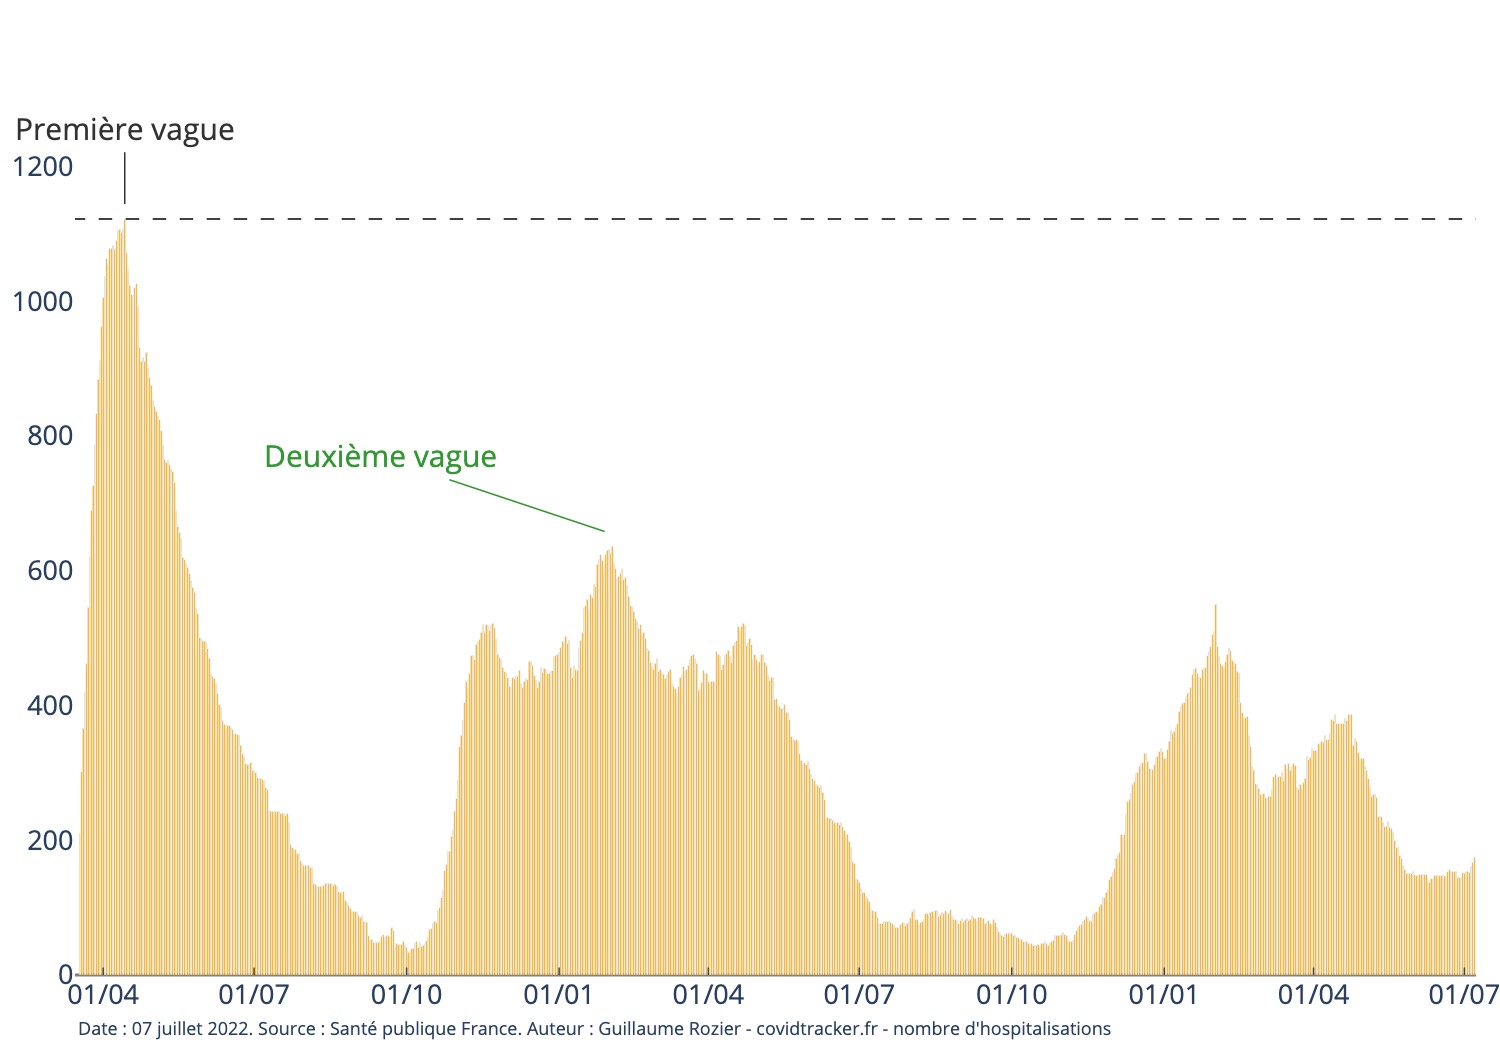 Première vague
1200
1000
800
Deuxième vague
600
400
200
0
01/04 01/07 01/10 01/01 01/04 01/07 01/10 01/01 01/04 01/07
Date : 07 juillet 2022. Source : Santé publique France. Auteur : Guillaume Rozier - covidtracker.fr - nombre d'hospitalisations